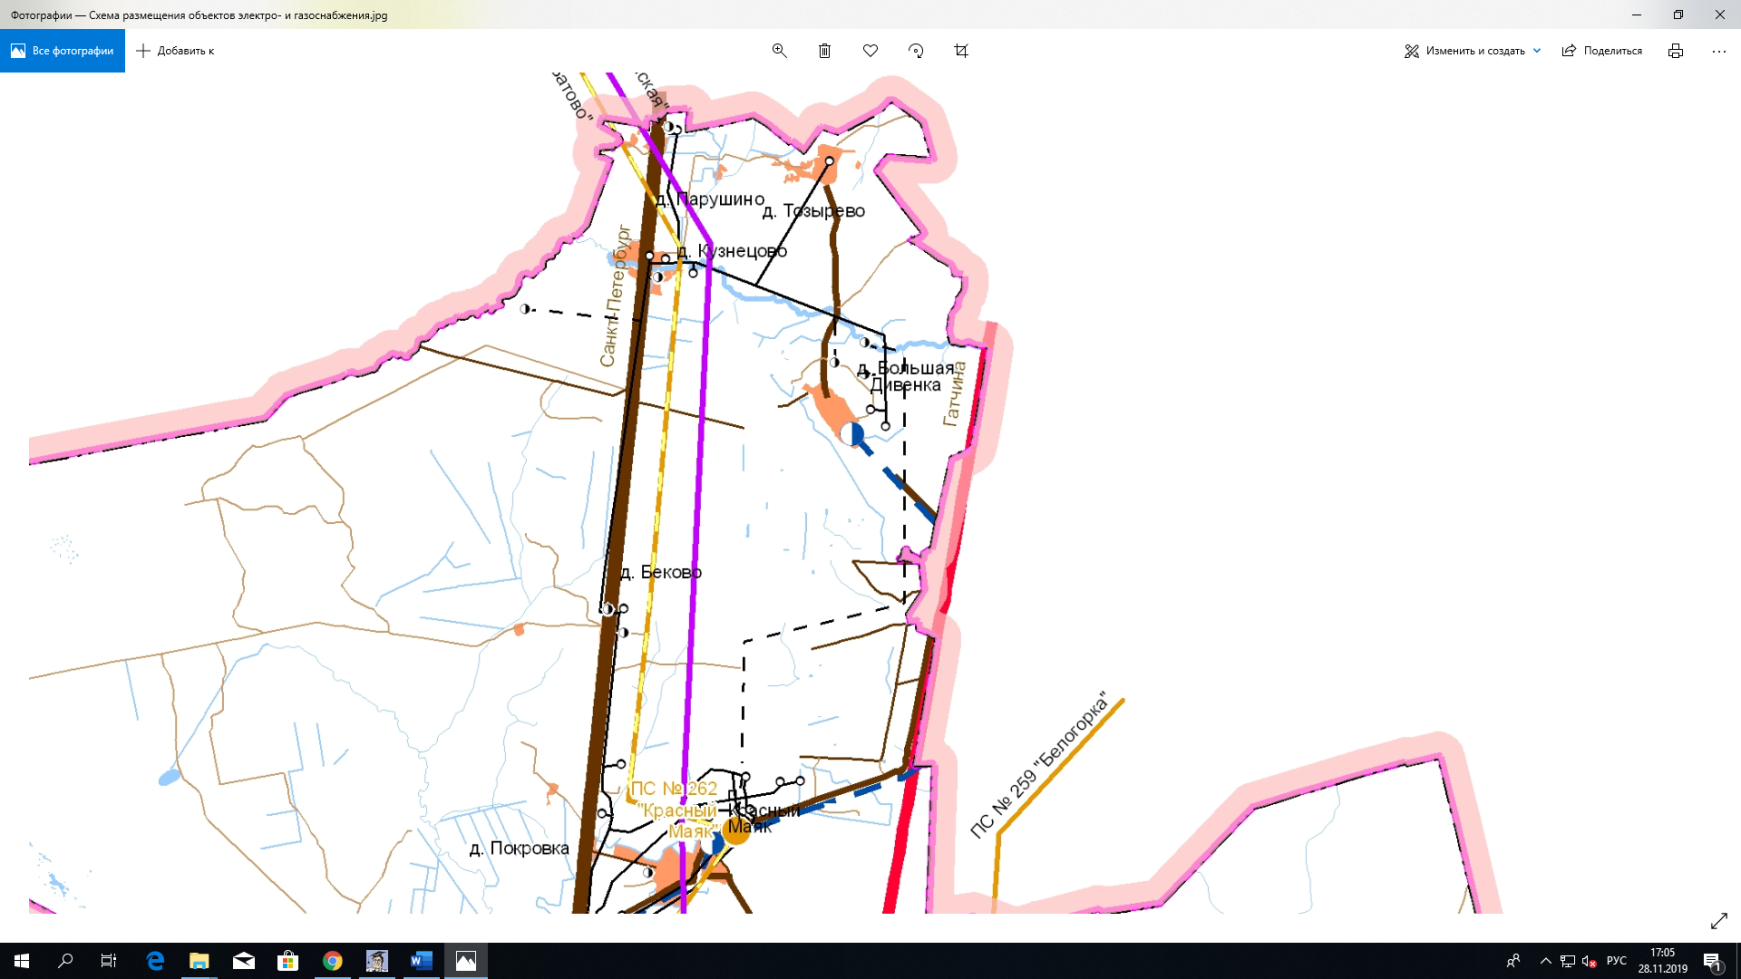 Фотографии — Схема размещения объектов электро- и газоснабжения.jpg
Все фотографии
Добавить к
Изменить и создать
Поделиться
д. Парушино
д. Тозырево
д. Кузнецово
Санкт-Петербург
д. Большая
Дивенка
Гатчина
д. Беково
ПС № 259 "Белогорка"
ПС № 262
"Красный
Маяк"
Красный
Маяк
д. Покровка
РУС
17:05
28.11.2019
1